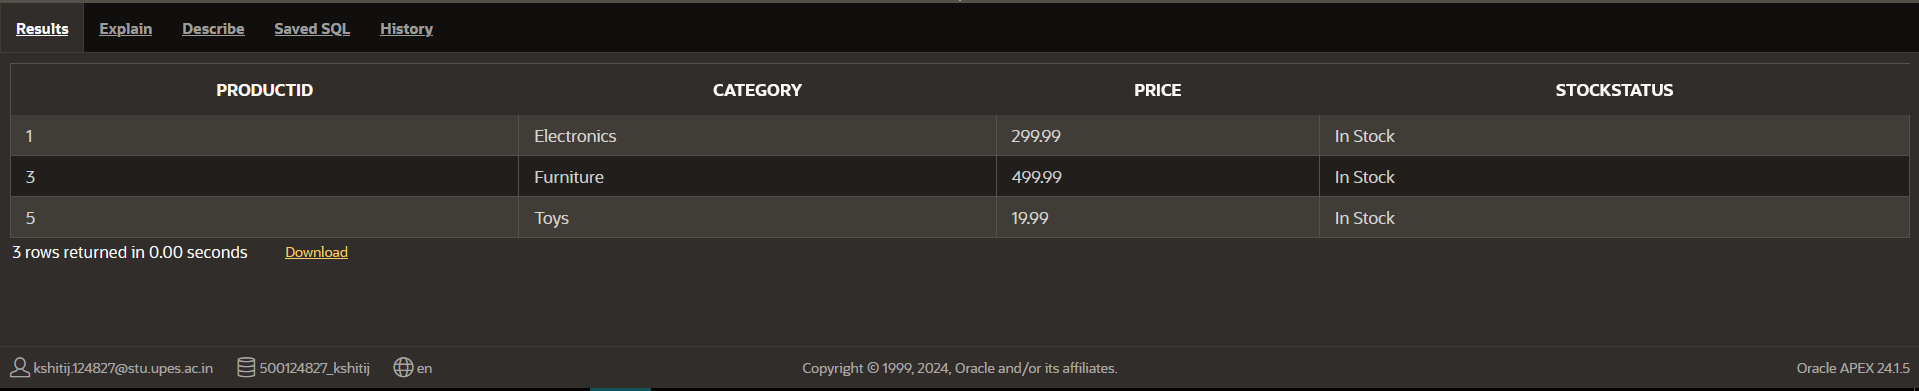 Results Explain Describe Saved SQL History
PRODUCTID CATEGORY PRICE STOCKSTATUS
1 Electronics 299.99 In Stock
3 Furniture 499.99 In Stock
5 Toys 19.99 In Stock
3 rows returned in 0.00 seconds Download
kshitij.124827@stu.upes.ac.in 500124827_kshitij en Copyright © 1999, 2024, Oracle and/or its affiliates. Oracle APEX 24.1.5